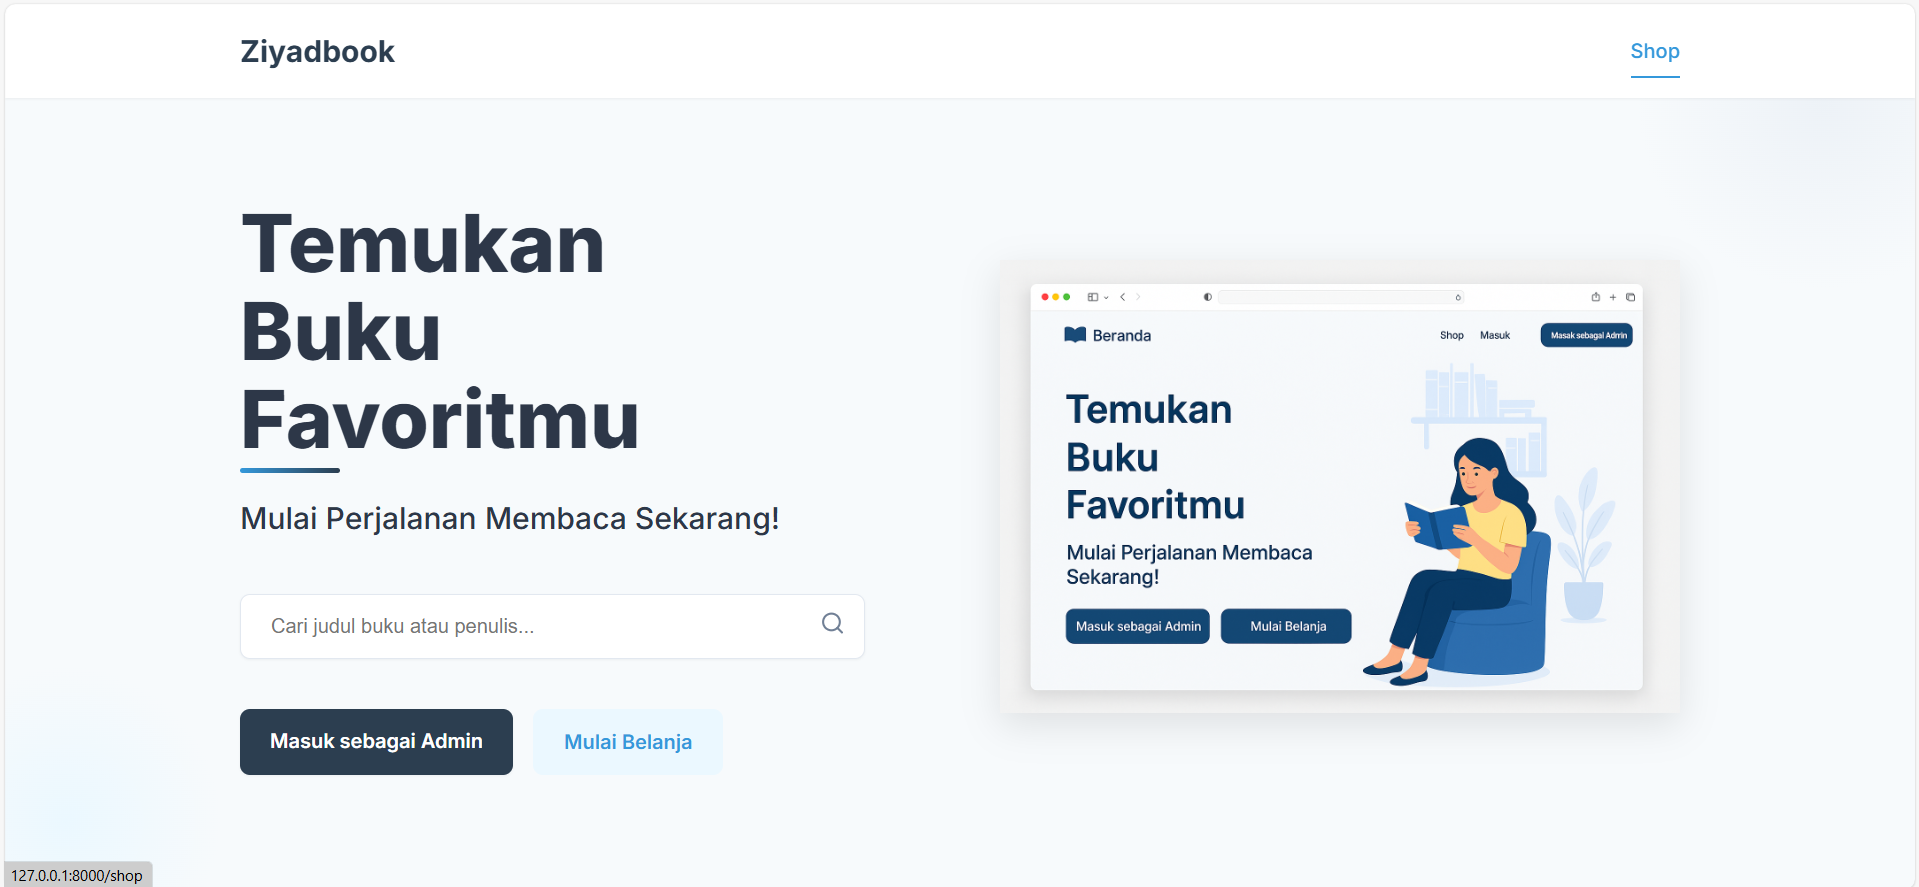 Ziyadbook
Shop
Temukan
Buku
Favoritmu
Mulai Perjalanan Membaca Sekarang!
Cari judul buku atau penulis...
Masuk sebagai Admin
Mulai Belanja
Beranda
Shop
Masuk
Masak sebagai Admin
Temukan
Buku
Favoritmu
Mulai Perjalanan Membaca
Sekarang!
Masuk sebagai Admin
Mulai Belanja
127.0.0.1:8000/shop